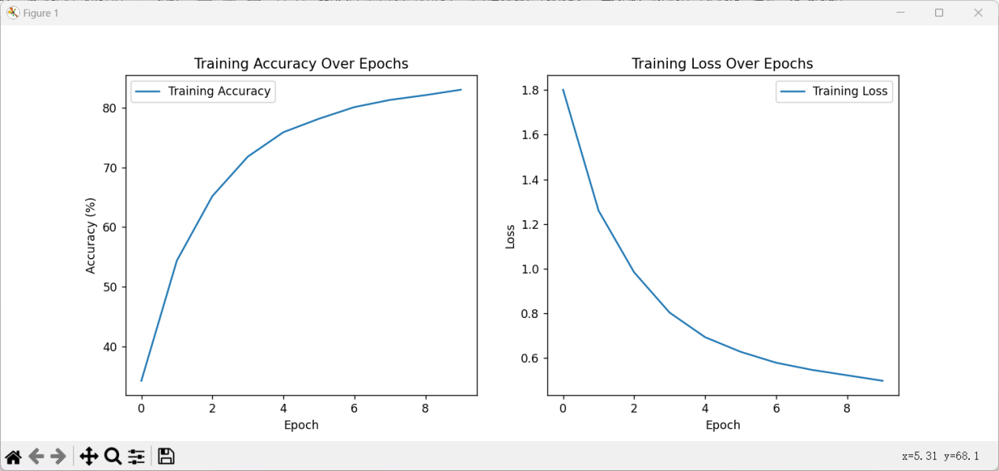 Figure 1
Training Accuracy Over Epochs
Training Accuracy
Accuracy (%)
80
70
60
50
40
0 2 4 6 8
Epoch
Training Loss Over Epochs
Training Loss
Loss
1.8
1.6
1.4
1.2
1.0
0.8
0.6
0 2 4 6 8
Epoch
x=5.31 y=68.1